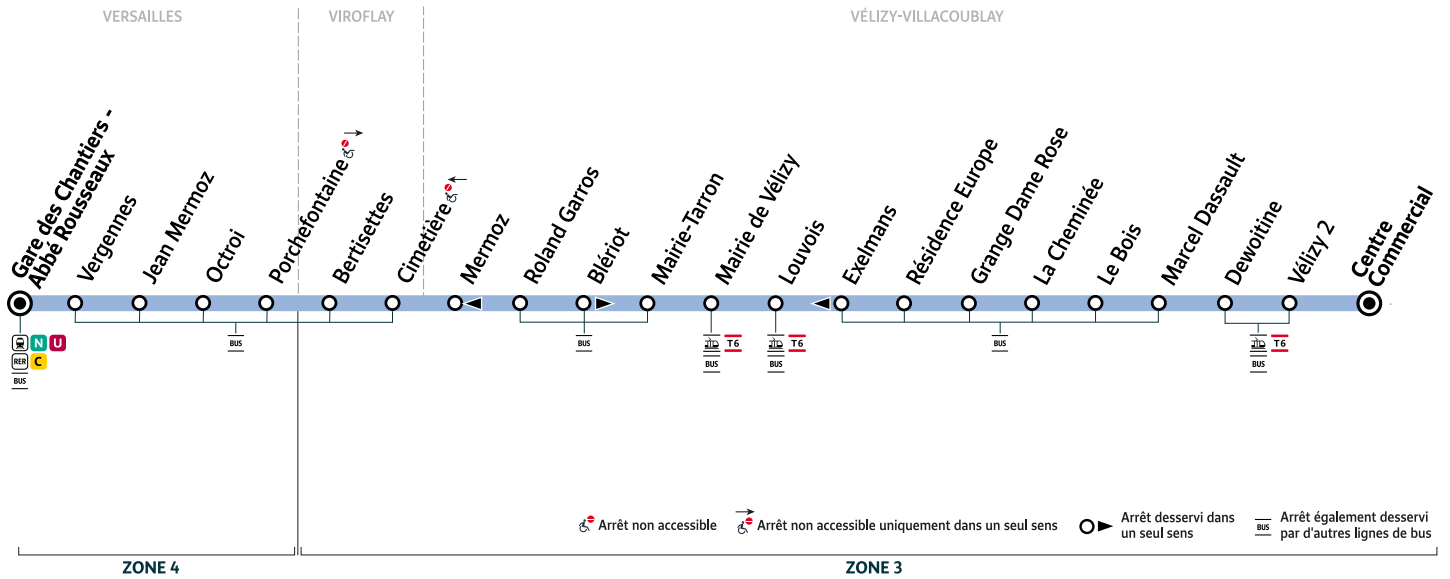 VERSAILLES
VIROFLAY
VÉLIZY-VILLACOUBLAY
Gare des Chantiers -
Abbé Rousseaux
Vergennes
Jean Mermoz
Octroi
Porchefontaine
Bertisettes
Cimetière
Mermoz
Roland Garros
Blériot
Mairie-Tarron
Mairie de Vélizy
Louvois
Exelmans
Résidence Europe
Grange Dame Rose
La Cheminée
Le Bois
Marcel Dassault
Dewoitine
Vélizy 2
Centre
Commercial
N U
RER C
BUS
BUS
BUS
T6
BUS
T6
BUS
BUS
T6
BUS
Arrêt non accessible
Arrêt non accessible uniquement dans un seul sens
Arrêt desservi dans
un seul sens
BUS
Arrêt également desservi
par d'autres lignes de bus
ZONE 4
ZONE 3